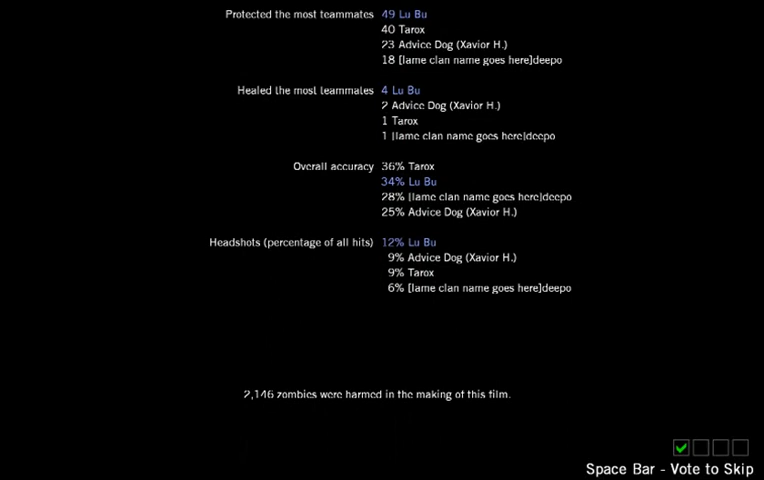 Protected the most teammates 49 Lu Bu
40 Tarox
23 Advice Dog (Xavior H.)
18 [lame clan name goes here]deepo
Healed the most teammates 4 Lu Bu
2 Advice Dog (Xavior H.)
1 Tarox
1 [lame clan name goes here]deepo
Overall accuracy 36% Tarox
34% Lu Bu
28% [lame clan name goes here]deepo
25% Advice Dog (Xavior H.)
Headshots (percentage of all hits) 12% Lu Bu
9% Advice Dog (Xavior H.)
9% Tarox
6% [lame clan name goes here]deepo
2,146 zombies were harmed in the making of this film.
Space Bar - Vote to Skip